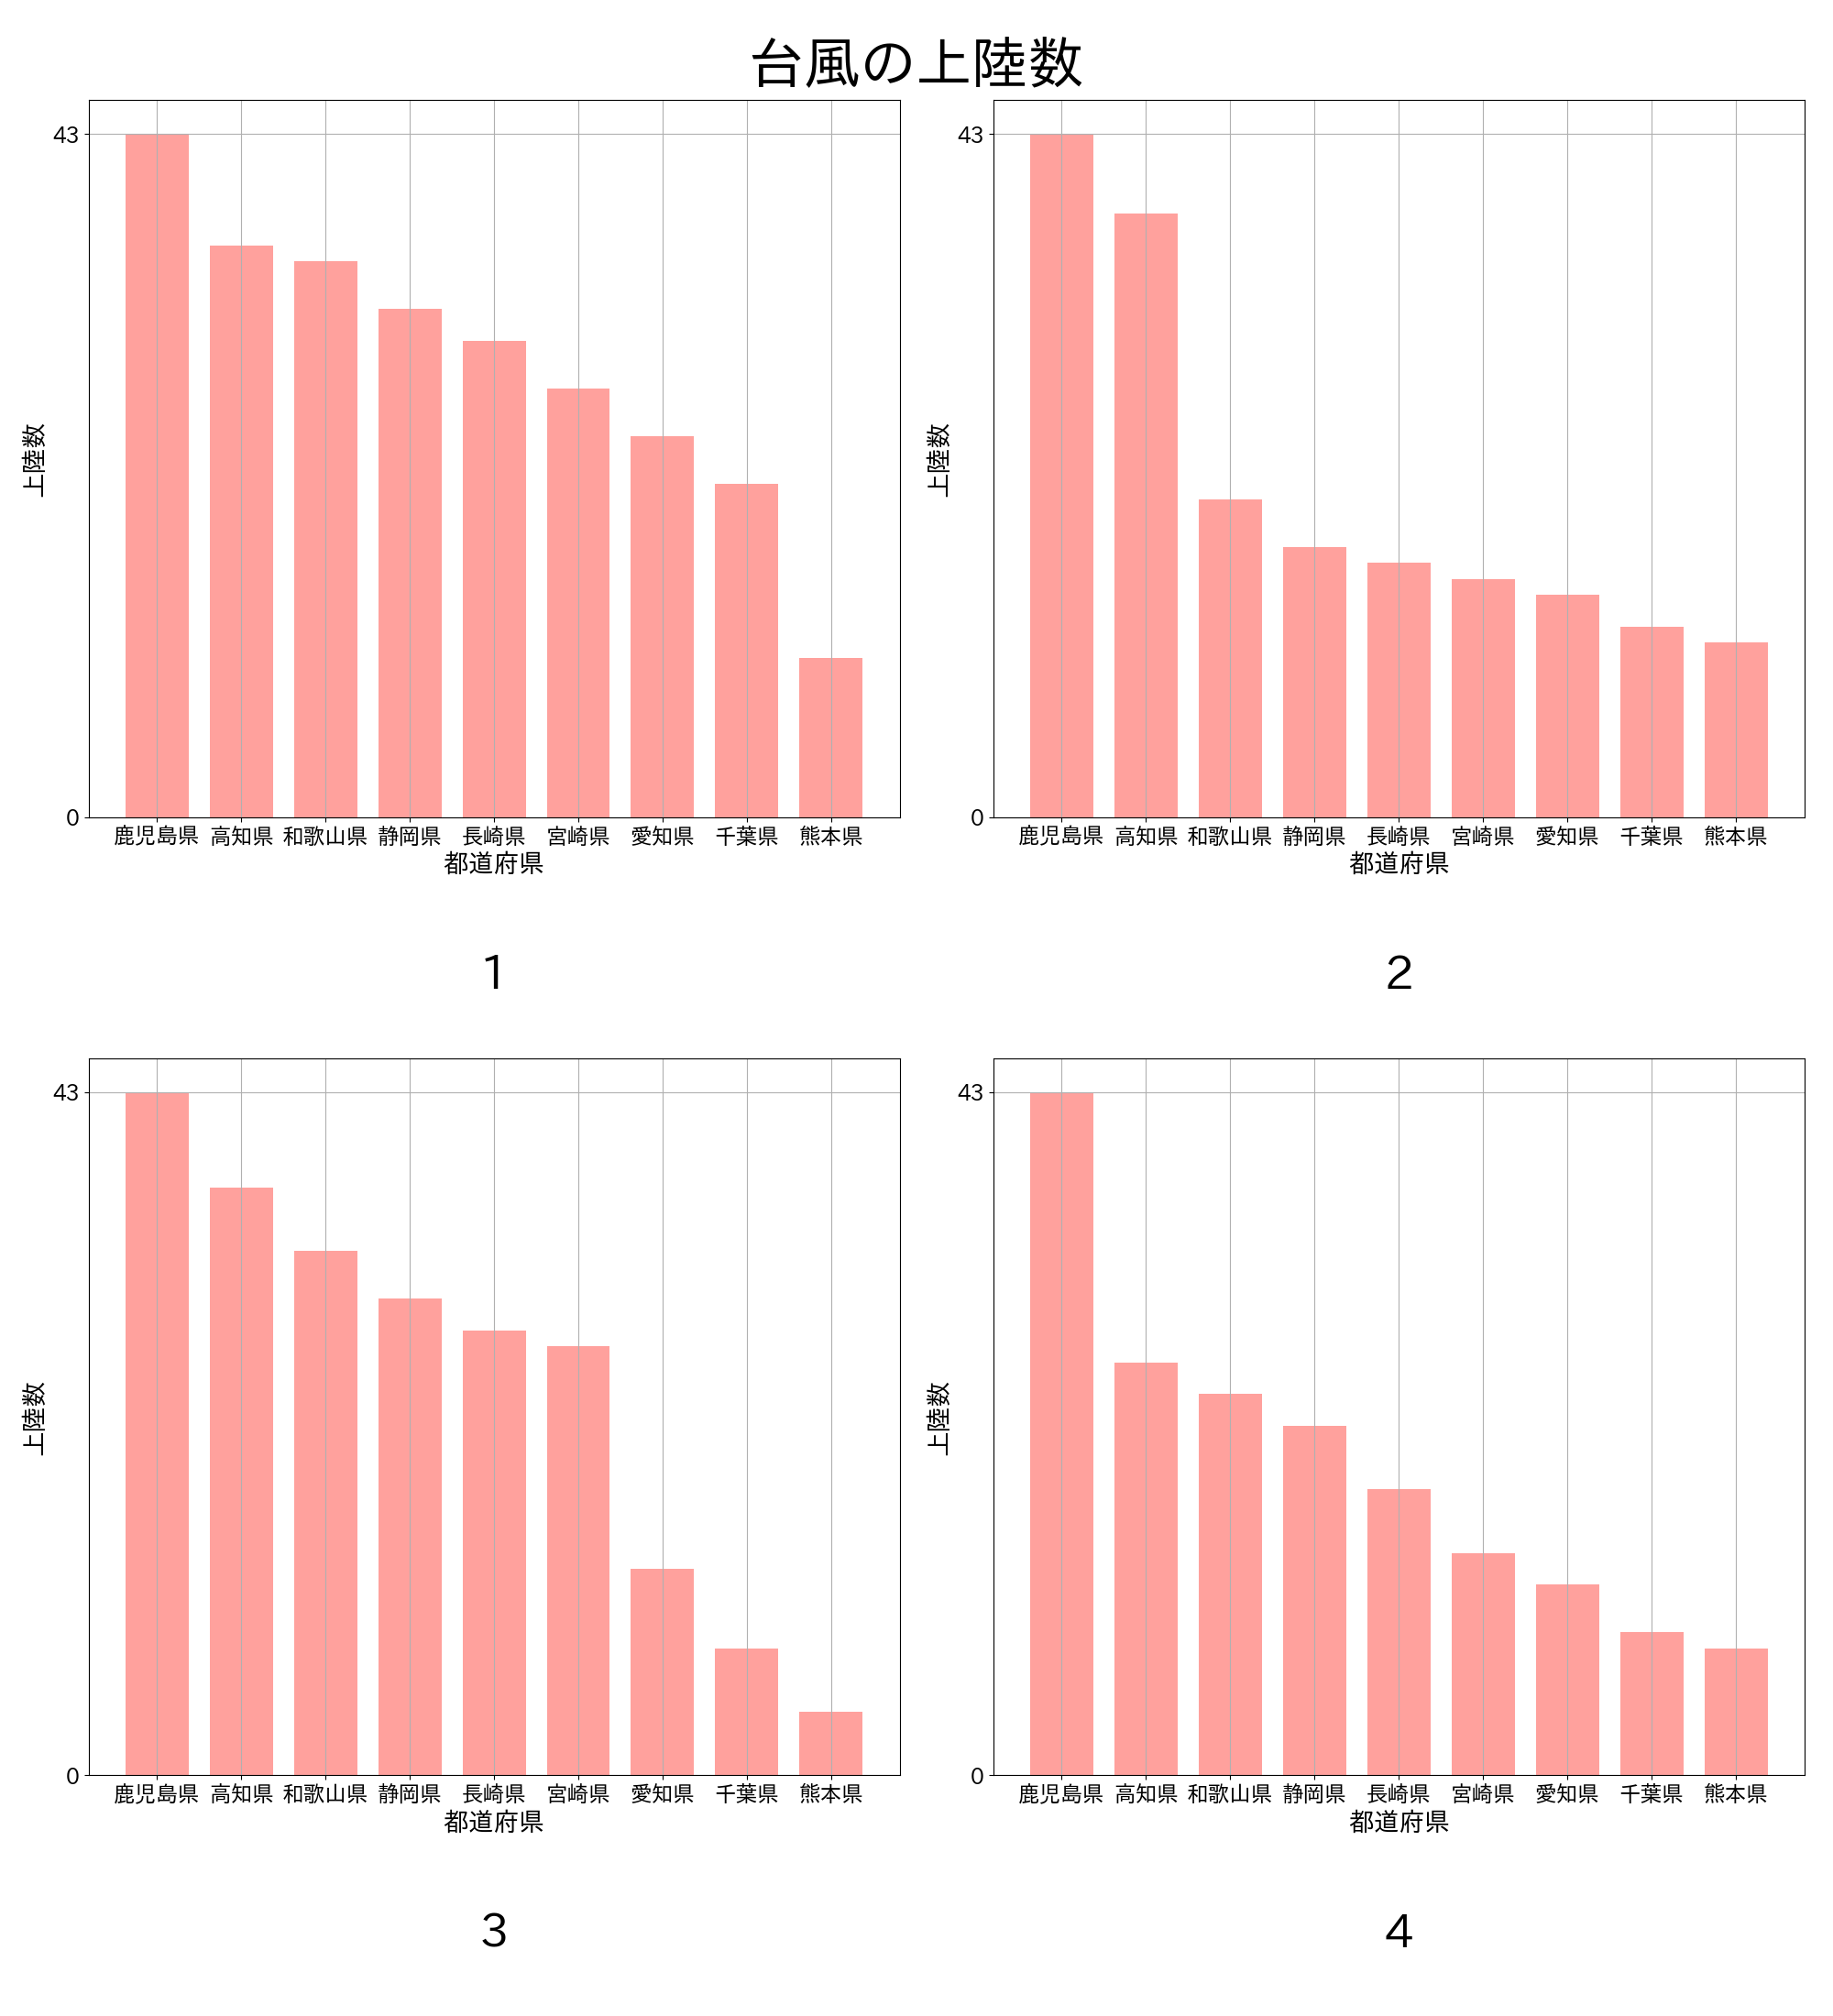 台風の上陸数
43
0
上陸数
鹿児島県 高知県 和歌山県 静岡県 長崎県 宮崎県 愛知県 千葉県 熊本県
都道府県
1
43
0
上陸数
鹿児島県 高知県 和歌山県 静岡県 長崎県 宮崎県 愛知県 千葉県 熊本県
都道府県
2
43
0
上陸数
鹿児島県 高知県 和歌山県 静岡県 長崎県 宮崎県 愛知県 千葉県 熊本県
都道府県
3
43
0
上陸数
鹿児島県 高知県 和歌山県 静岡県 長崎県 宮崎県 愛知県 千葉県 熊本県
都道府県
4